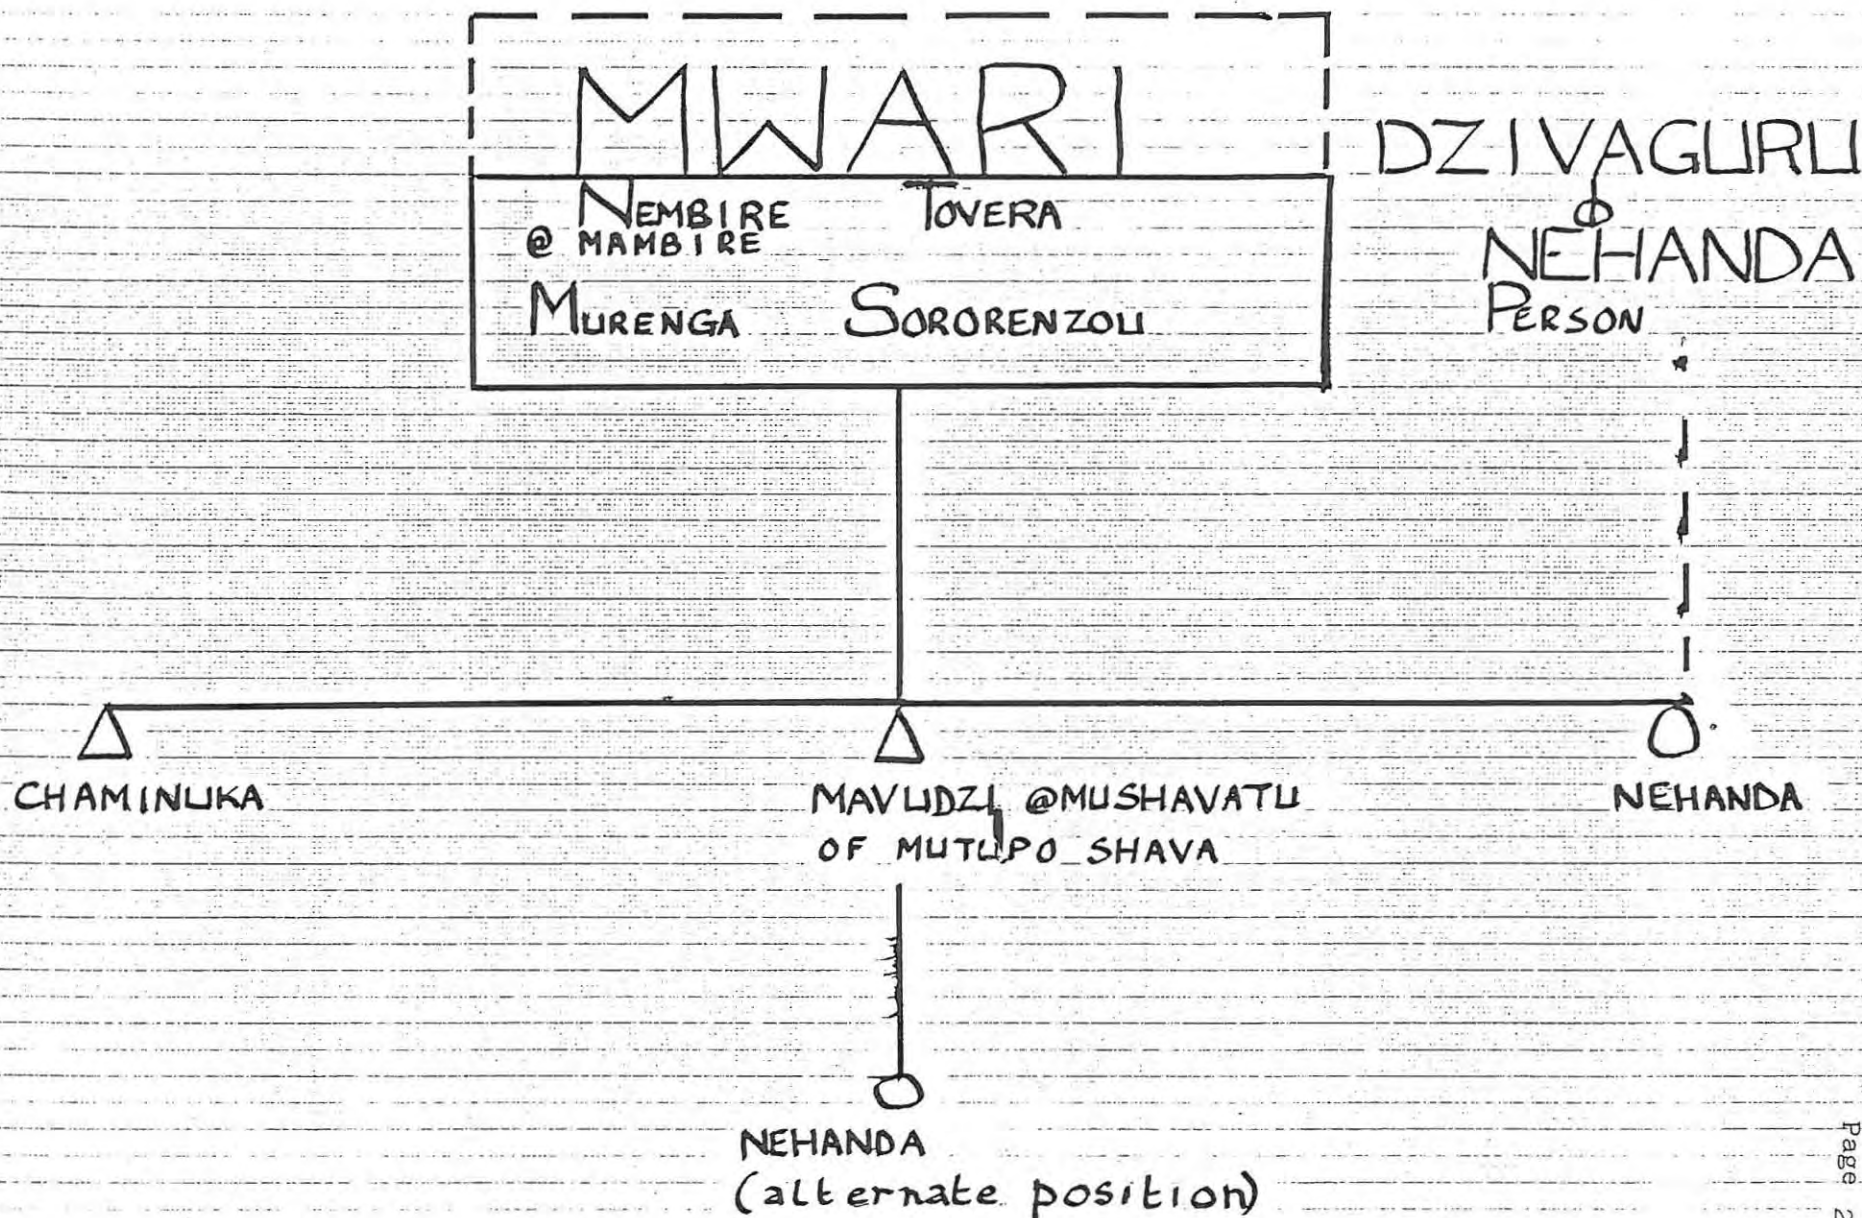 MWARI
DZIVAGURU
NEMBIRE TOVERA
@ MAMBIRE
NEHANDA
MURENGA SORORENZOU
PERSON
CHAMINUKA
MAVUDZI @MUSHAVATU
OF MUTUPO SHAVA
NEHANDA
NEHANDA
(alternate position)
Page 2